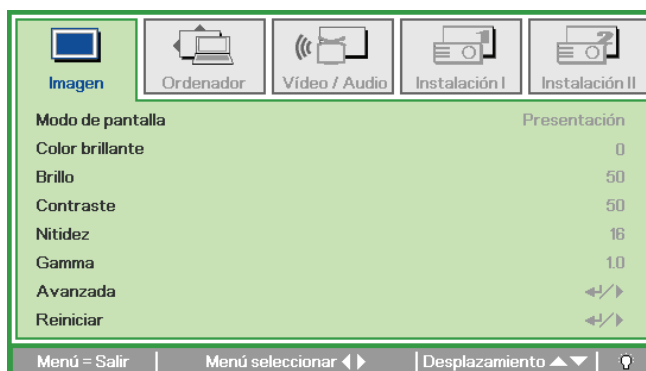 Imagen Ordenador Vídeo / Audio Instalación I Instalación II
Modo de pantalla Presentación
Color brillante 0
Brillo 50
Contraste 50
Nitidez 16
Gamma 1.0
Avanzada
Reiniciar
Menú = Salir Menú seleccionar Desplazamiento